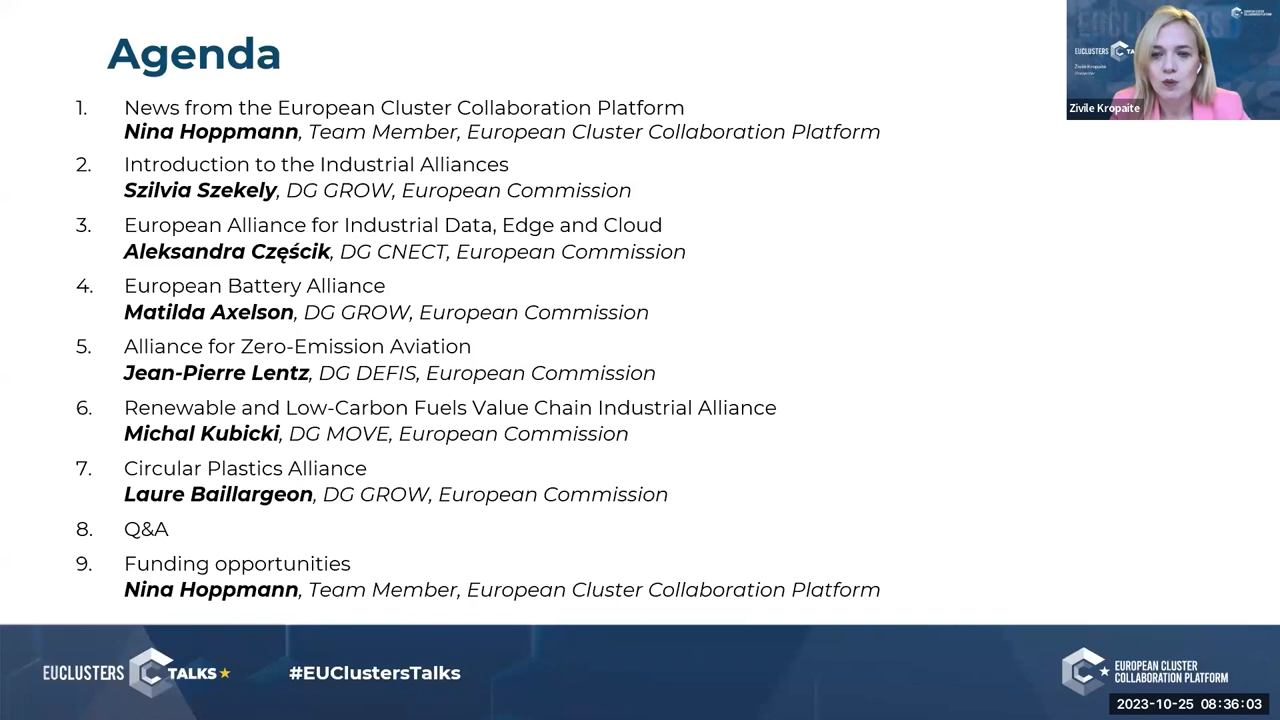 Agenda
1. News from the European Cluster Collaboration Platform
Nina Hoppmann, Team Member, European Cluster Collaboration Platform
2. Introduction to the Industrial Alliances
Szilvia Szekely, DG GROW, European Commission
3. European Alliance for Industrial Data, Edge and Cloud
Aleksandra Częścik, DG CNECT, European Commission
4. European Battery Alliance
Matilda Axelson, DG GROW, European Commission
5. Alliance for Zero-Emission Aviation
Jean-Pierre Lentz, DG DEFIS, European Commission
6. Renewable and Low-Carbon Fuels Value Chain Industrial Alliance
Michal Kubicki, DG MOVE, European Commission
7. Circular Plastics Alliance
Laure Baillargeon, DG GROW, European Commission
8. Q&A
9. Funding opportunities
Nina Hoppmann, Team Member, European Cluster Collaboration Platform
EUCLUSTERS
EUCLUSTERS TA
Zivile Kropaite
Presenter
Zivile Kropaite
EUCLUSTERS TALKS
#EUClustersTalks
EUROPEAN CLUSTER
COLLABORATION PLATFORM
2023-10-25 08:36:03